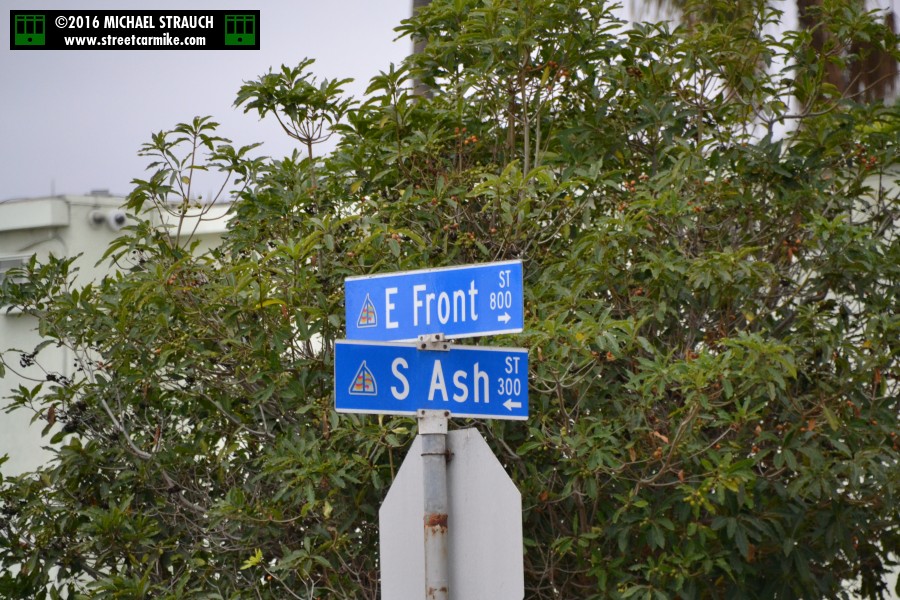 ©2016 MICHAEL STRAUCH
www.streetcarmike.com
E Front ST 800 →
S Ash ST 300 ←